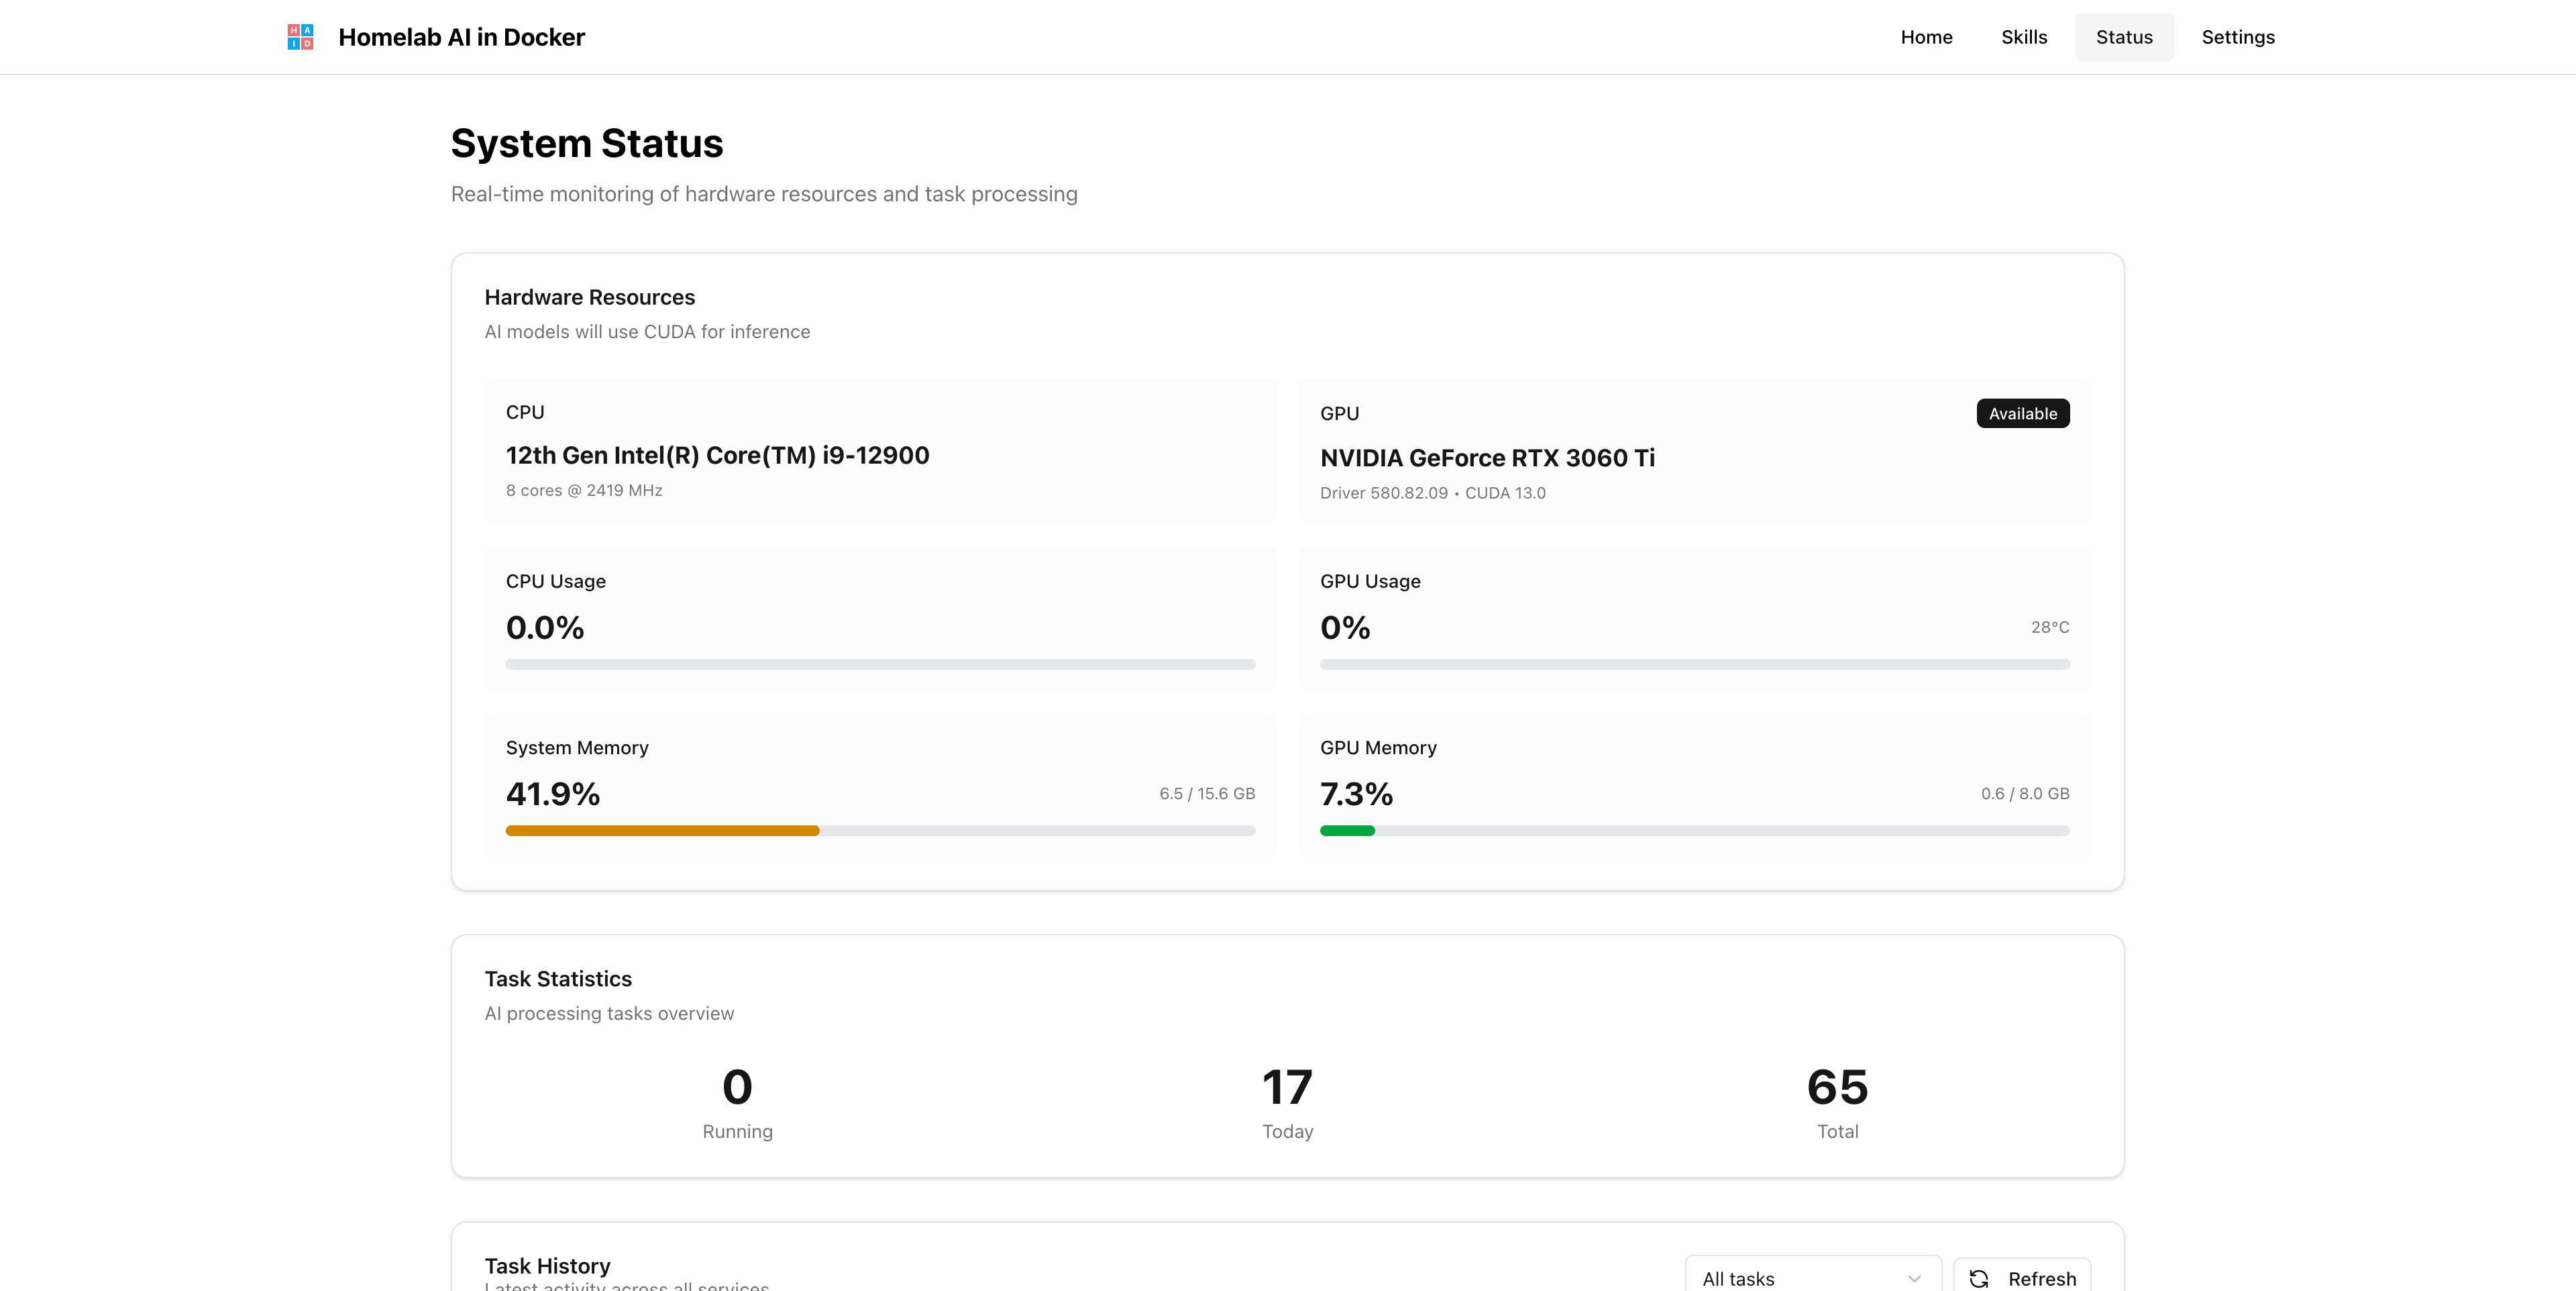 H A
I D
Homelab AI in Docker
Home
Skills
Status
Settings
System Status
Real-time monitoring of hardware resources and task processing
Hardware Resources
AI models will use CUDA for inference
CPU
12th Gen Intel(R) Core(TM) i9-12900
8 cores @ 2419 MHz
GPU
Available
NVIDIA GeForce RTX 3060 Ti
Driver 580.82.09 • CUDA 13.0
CPU Usage
0.0%
GPU Usage
0%
28°C
System Memory
41.9%
6.5 / 15.6 GB
GPU Memory
7.3%
0.6 / 8.0 GB
Task Statistics
AI processing tasks overview
0
Running
17
Today
65
Total
Task History
Latest activity across all services
All tasks
Refresh